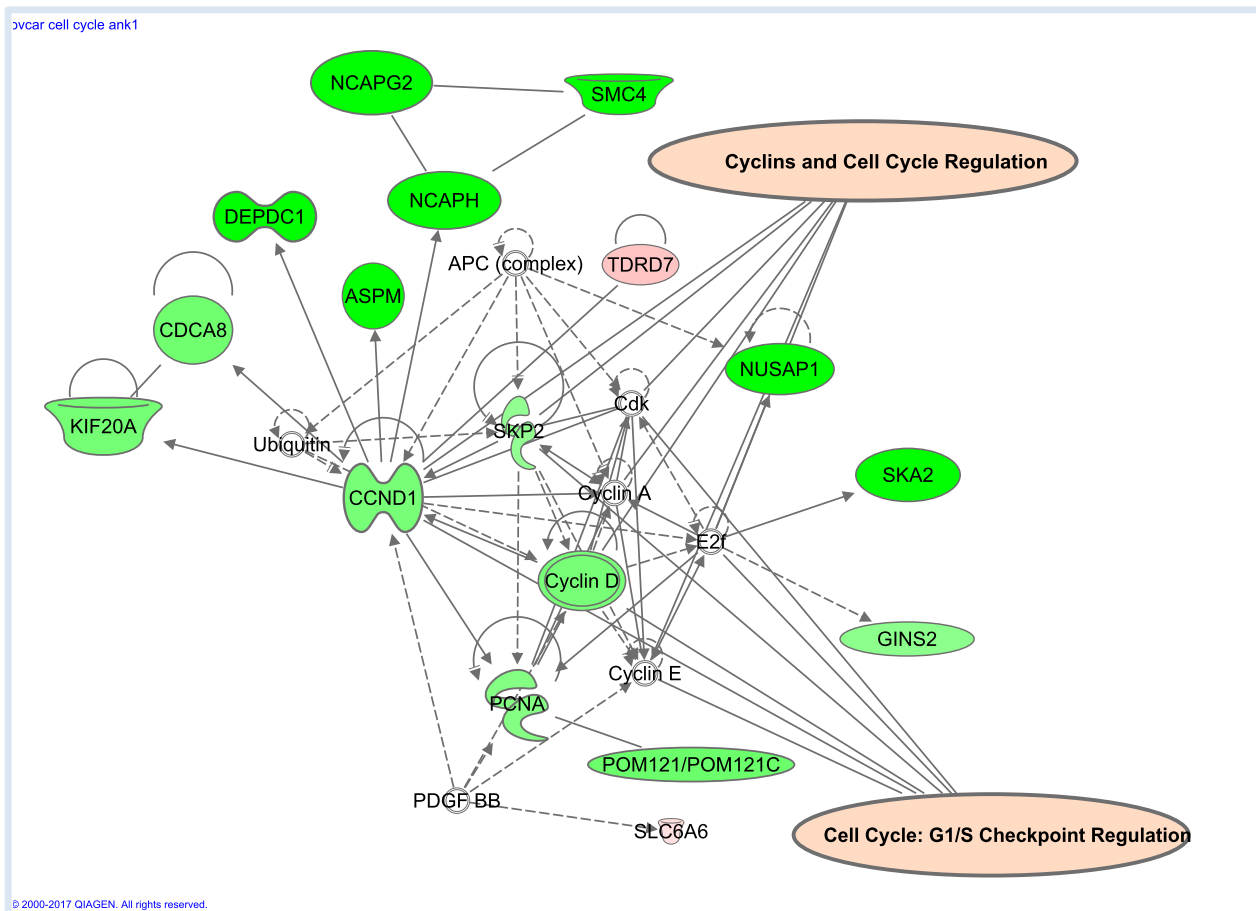 ovcar cell cycle ank1
NCAPG2
SMC4
Cyclins and Cell Cycle Regulation
NCAPH
DEPDC1
APC (complex)
TDRD7
ASPM
CDCA8
NUSAP1
Cdk
KIF20A
SKP2
Ubiquitin
SKA2
CCND1
Cyclin A
E2f
Cyclin D
GINS2
Cyclin E
PCNA
POM121/POM121C
PDGF BB
SLC6A6
Cell Cycle: G1/S Checkpoint Regulation
© 2000-2017 QIAGEN. All rights reserved.